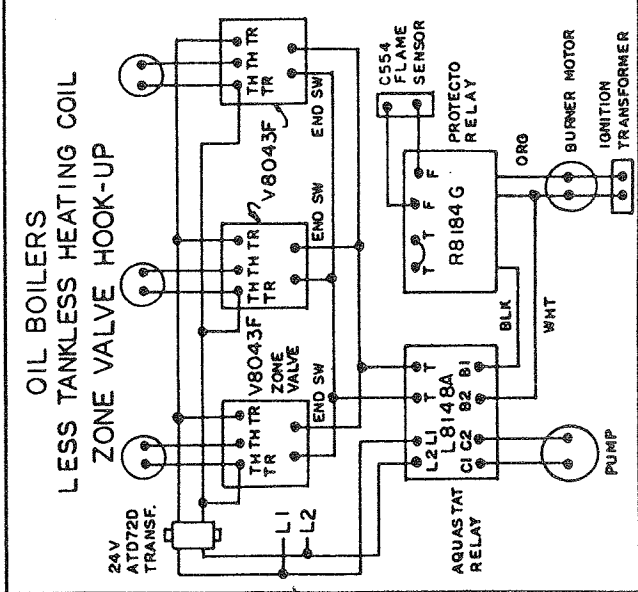 OIL BOILERS
LESS TANKLESS HEATING COIL
ZONE VALVE HOOK-UP
24V
AT072D
TRANSF.
TH TH TR
TR
V8043F
ZONE
VALVE
END SW
TH TH TR
TR
V8043F
END SW
TH TH TR
TR
V8043F
END SW
L1
L2
AQUASTAT
RELAY
L2 L1 T T
L8148A
C1 C2 B2 B1
PUMP
BLK
WHT
T T F F
R8184G
PROTECTO
RELAY
C554
FLAME
SENSOR
ORG
BURNER MOTOR
IGNITION
TRANSFORMER